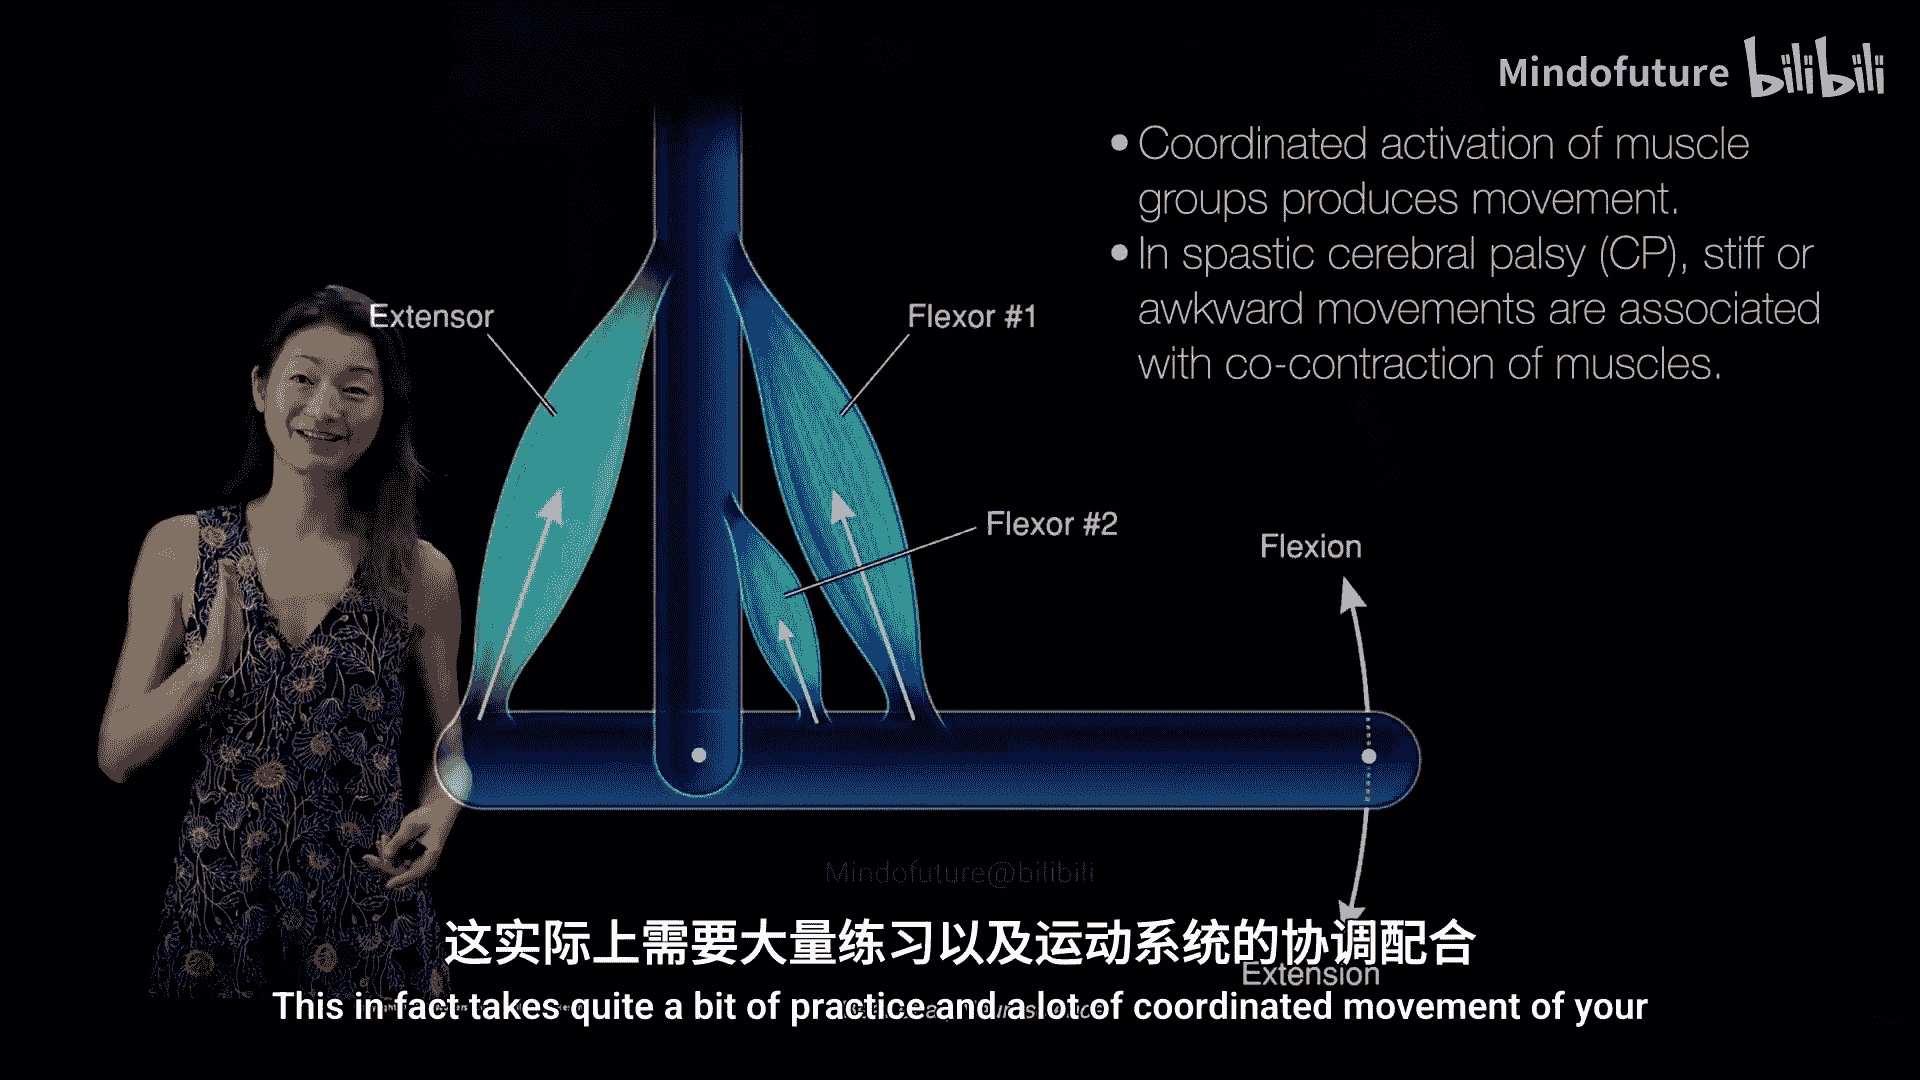 Mindofuture bilibili
• Coordinated activation of muscle
groups produces movement.
• In spastic cerebral palsy (CP), stiff or
awkward movements are associated
with co-contraction of muscles.
Extensor
Flexor #1
Flexor #2
Flexion
Mindofuture@bilibili
这实际上需要大量练习以及运动系统的协调配合
Extension
This in fact takes quite a bit of practice and a lot of coordinated movement of your